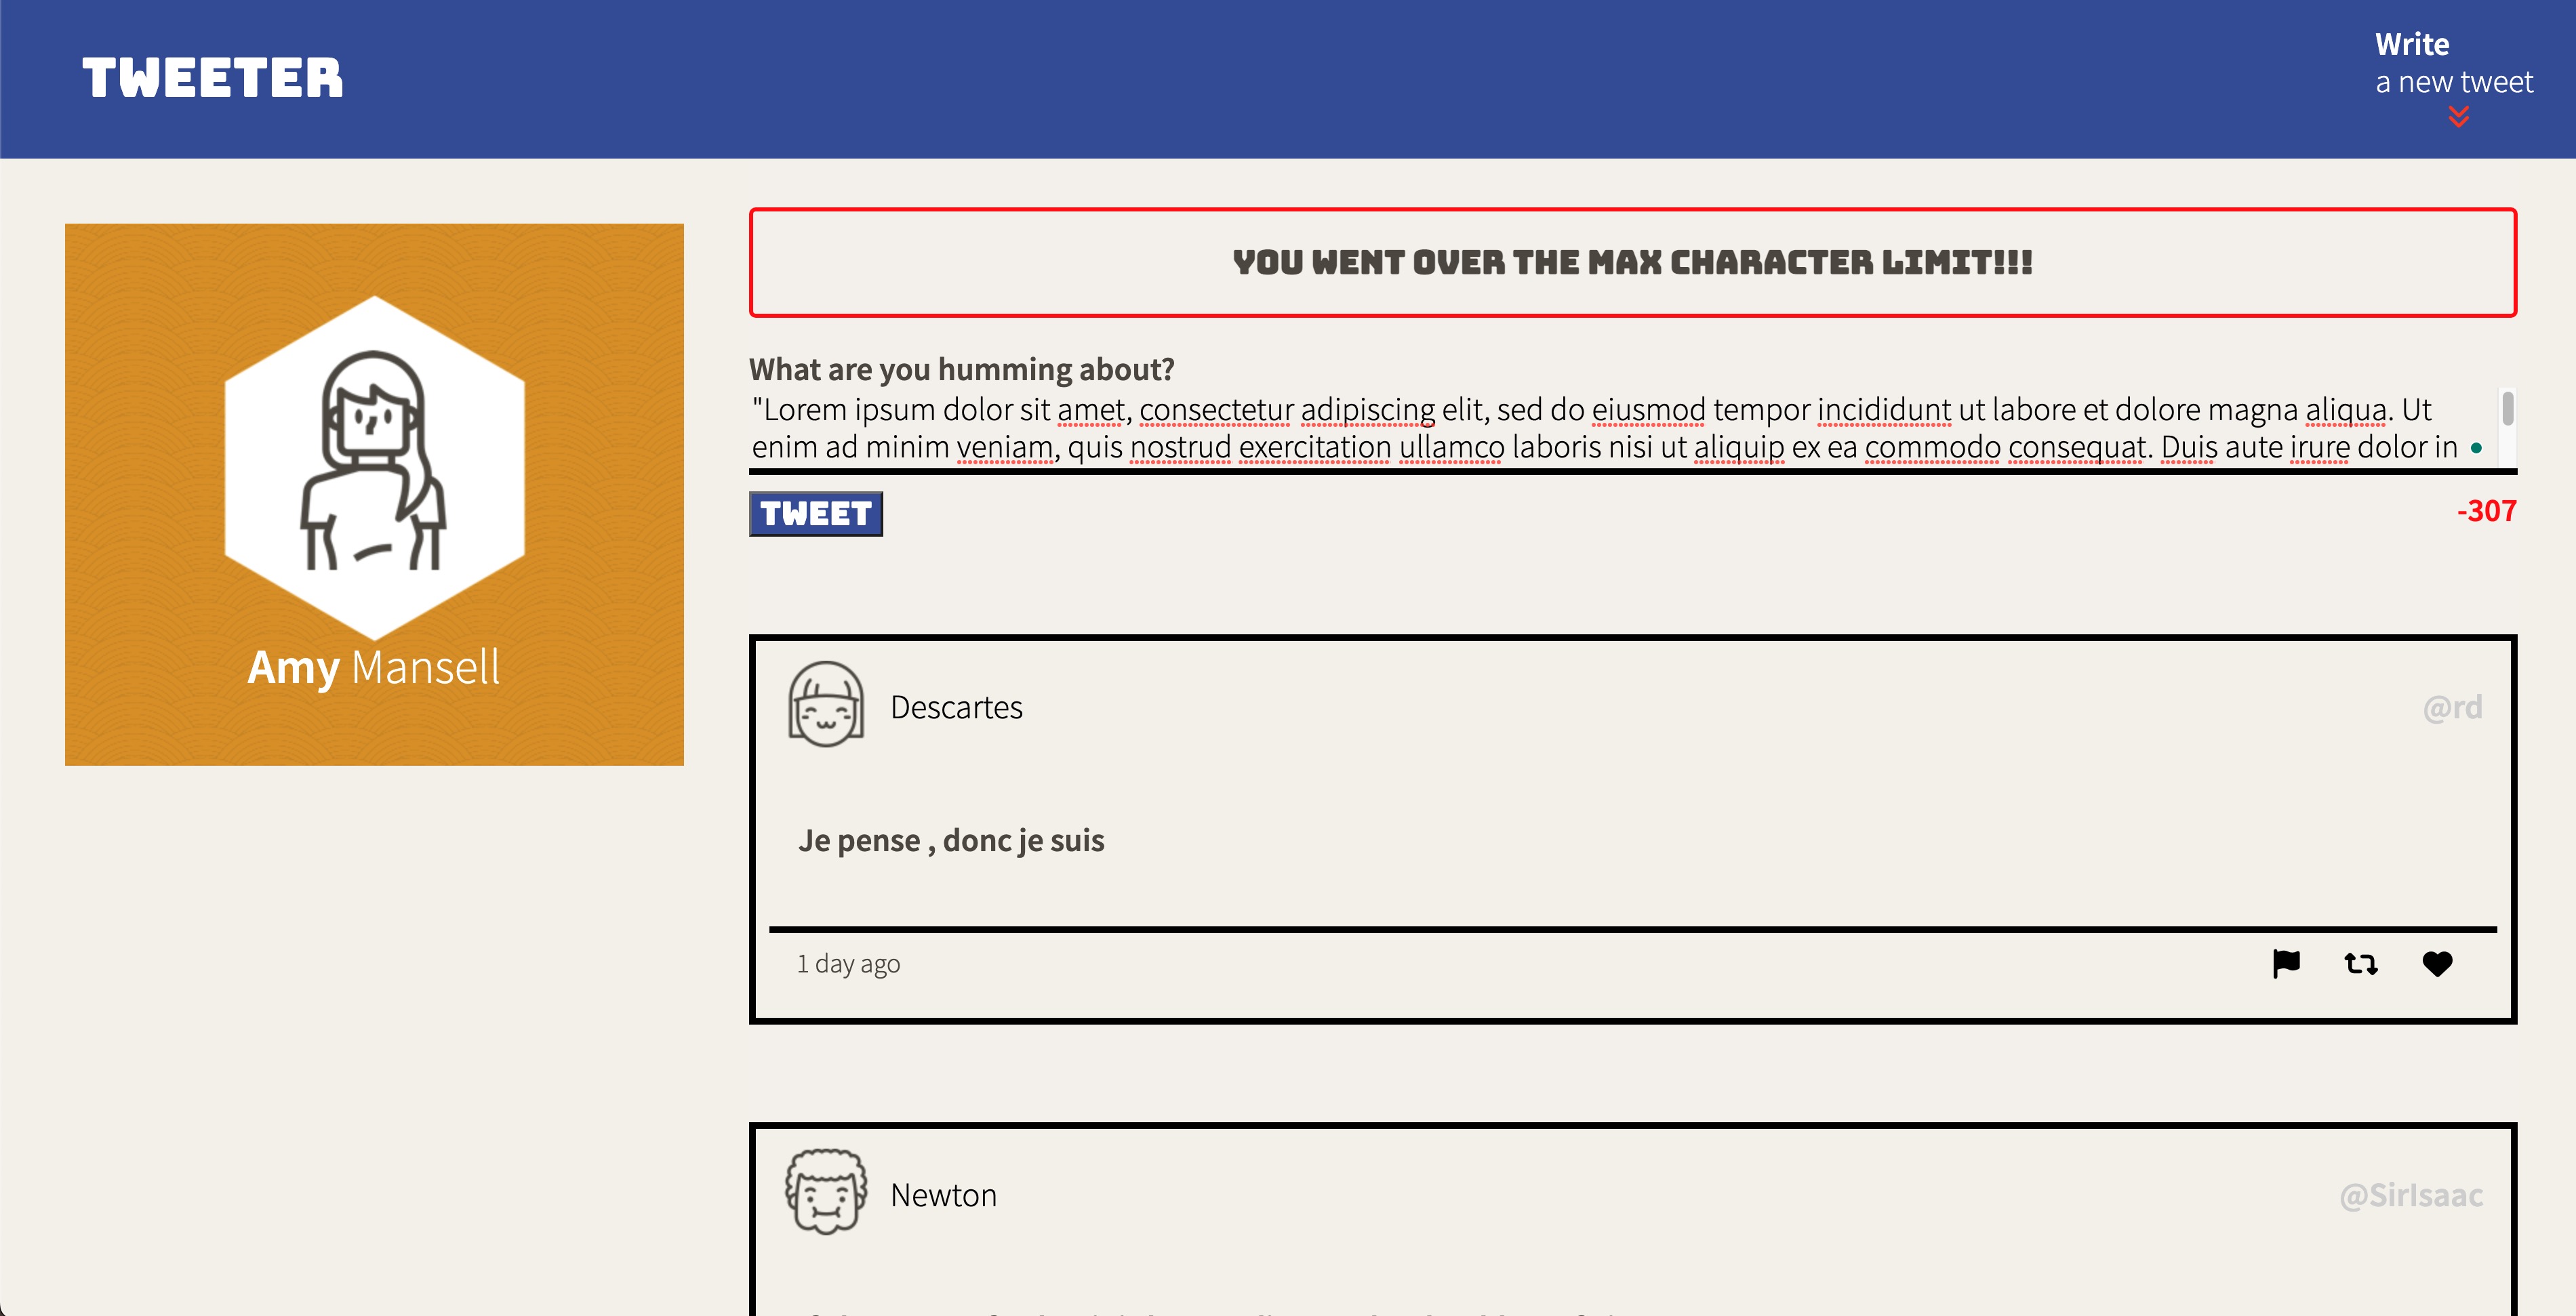 TWEETER
Write
a new tweet
Amy Mansell
YOU WENT OVER THE MAX CHARACTER LIMIT!!!
What are you humming about?
"Lorem ipsum dolor sit amet, consectetur adipiscing elit, sed do eiusmod tempor incididunt ut labore et dolore magna aliqua. Ut
enim ad minim veniam, quis nostrud exercitation ullamco laboris nisi ut aliquip ex ea commodo consequat. Duis aute irure dolor in
TWEET
-307
Descartes
@rd
Je pense , donc je suis
1 day ago
Newton
@SirIsaac